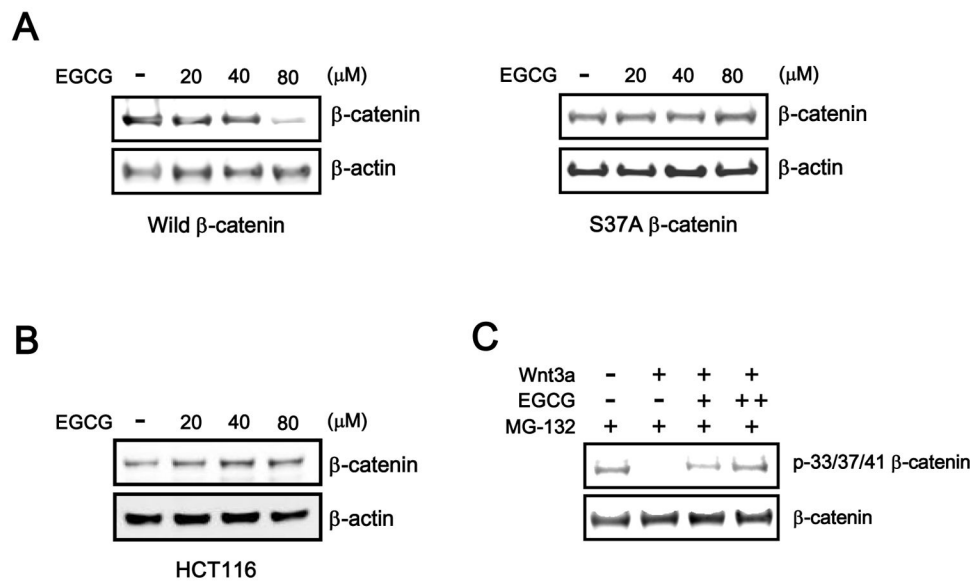 A
EGCG - 20 40 80 (μM)
β-catenin
β-actin
Wild β-catenin
EGCG - 20 40 80 (μM)
β-catenin
β-actin
S37A β-catenin
B
EGCG - 20 40 80 (μM)
β-catenin
β-actin
HCT116
C
Wnt3a - + + +
EGCG - - + ++
MG-132 + + + +
p-33/37/41 β-catenin
β-catenin